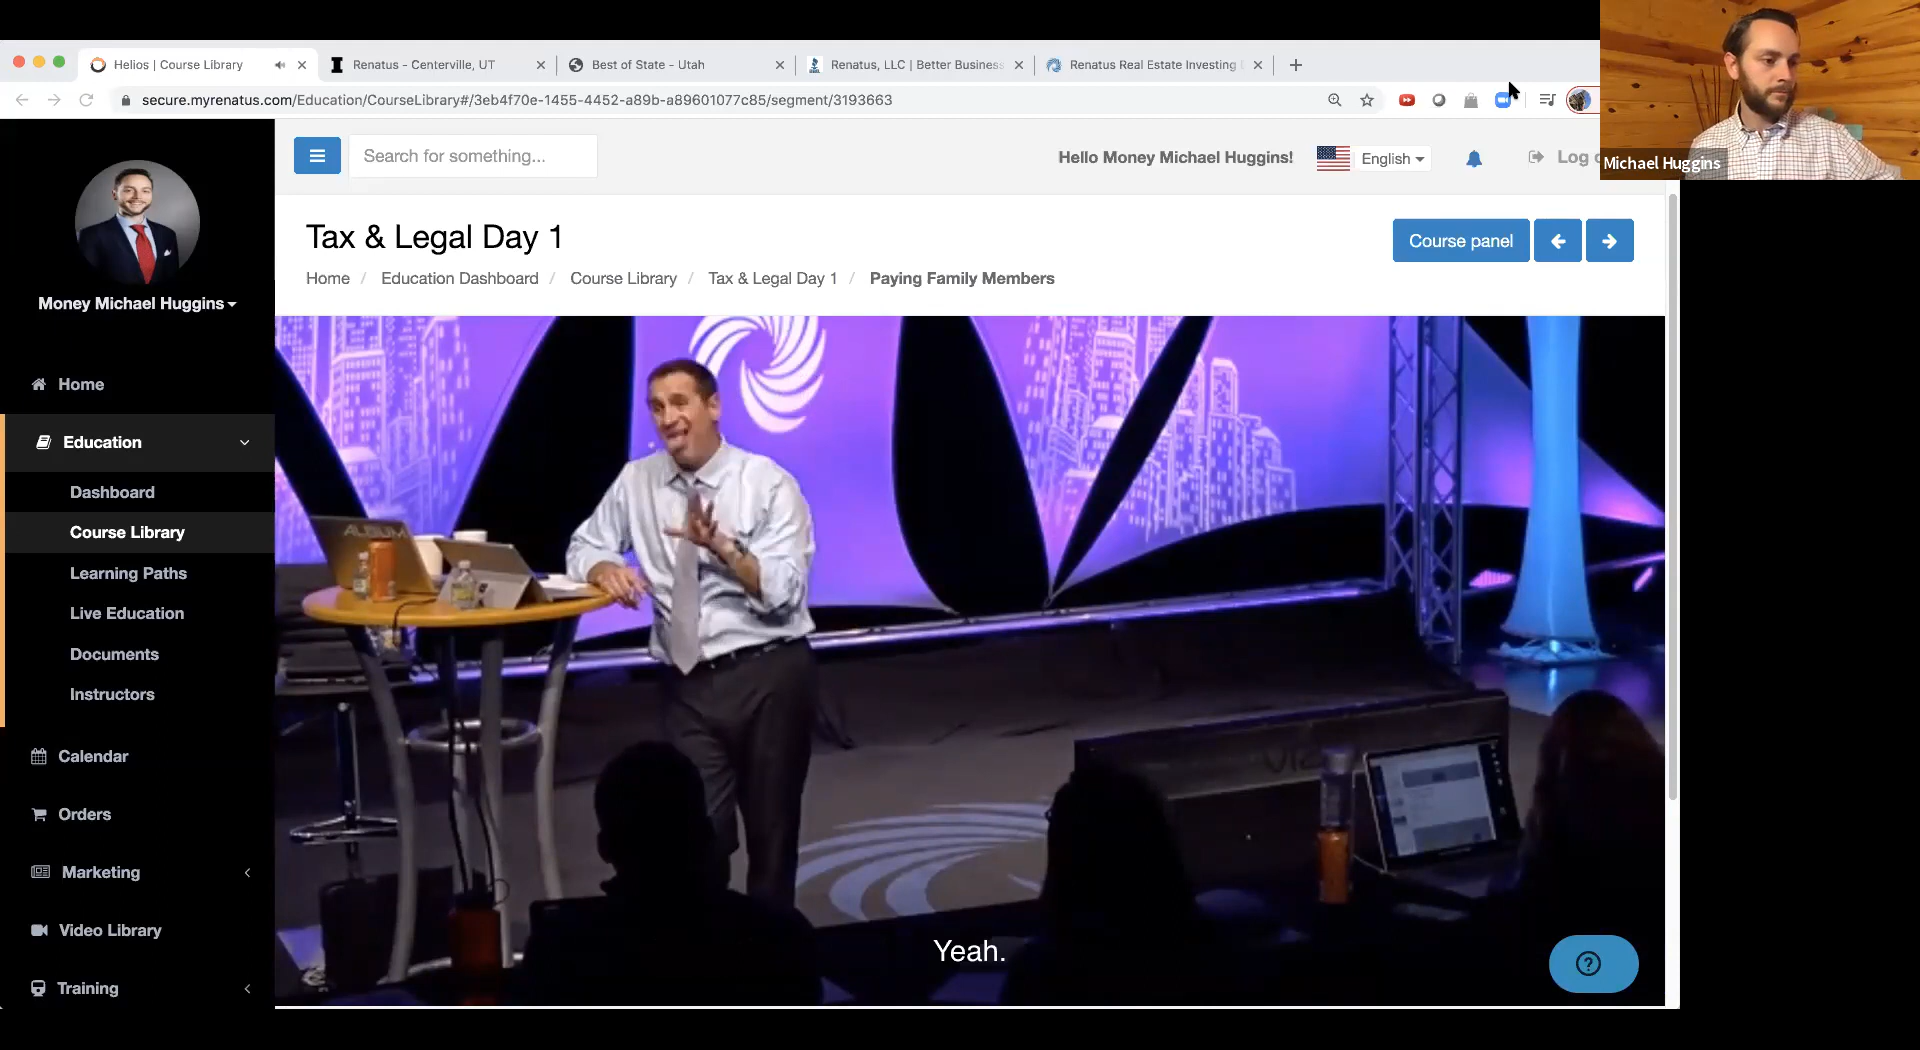 Helios | Course Library
Renatus - Centerville, UT
Best of State - Utah
Renatus, LLC | Better Business
Renatus Real Estate Investing
secure.myrenatus.com/Education/CourseLibrary#/3eb4f70e-1455-4452-a89b-a89601077c85/segment/3193663
Michael Huggins
Search for something...
Hello Money Michael Huggins!
English
Log
Money Michael Huggins
Home
Education
Dashboard
Course Library
Learning Paths
Live Education
Documents
Instructors
Calendar
Orders
Marketing
Video Library
Training
Tax & Legal Day 1
Course panel
Home / Education Dashboard / Course Library / Tax & Legal Day 1 / Paying Family Members
ALBUM
Yeah.